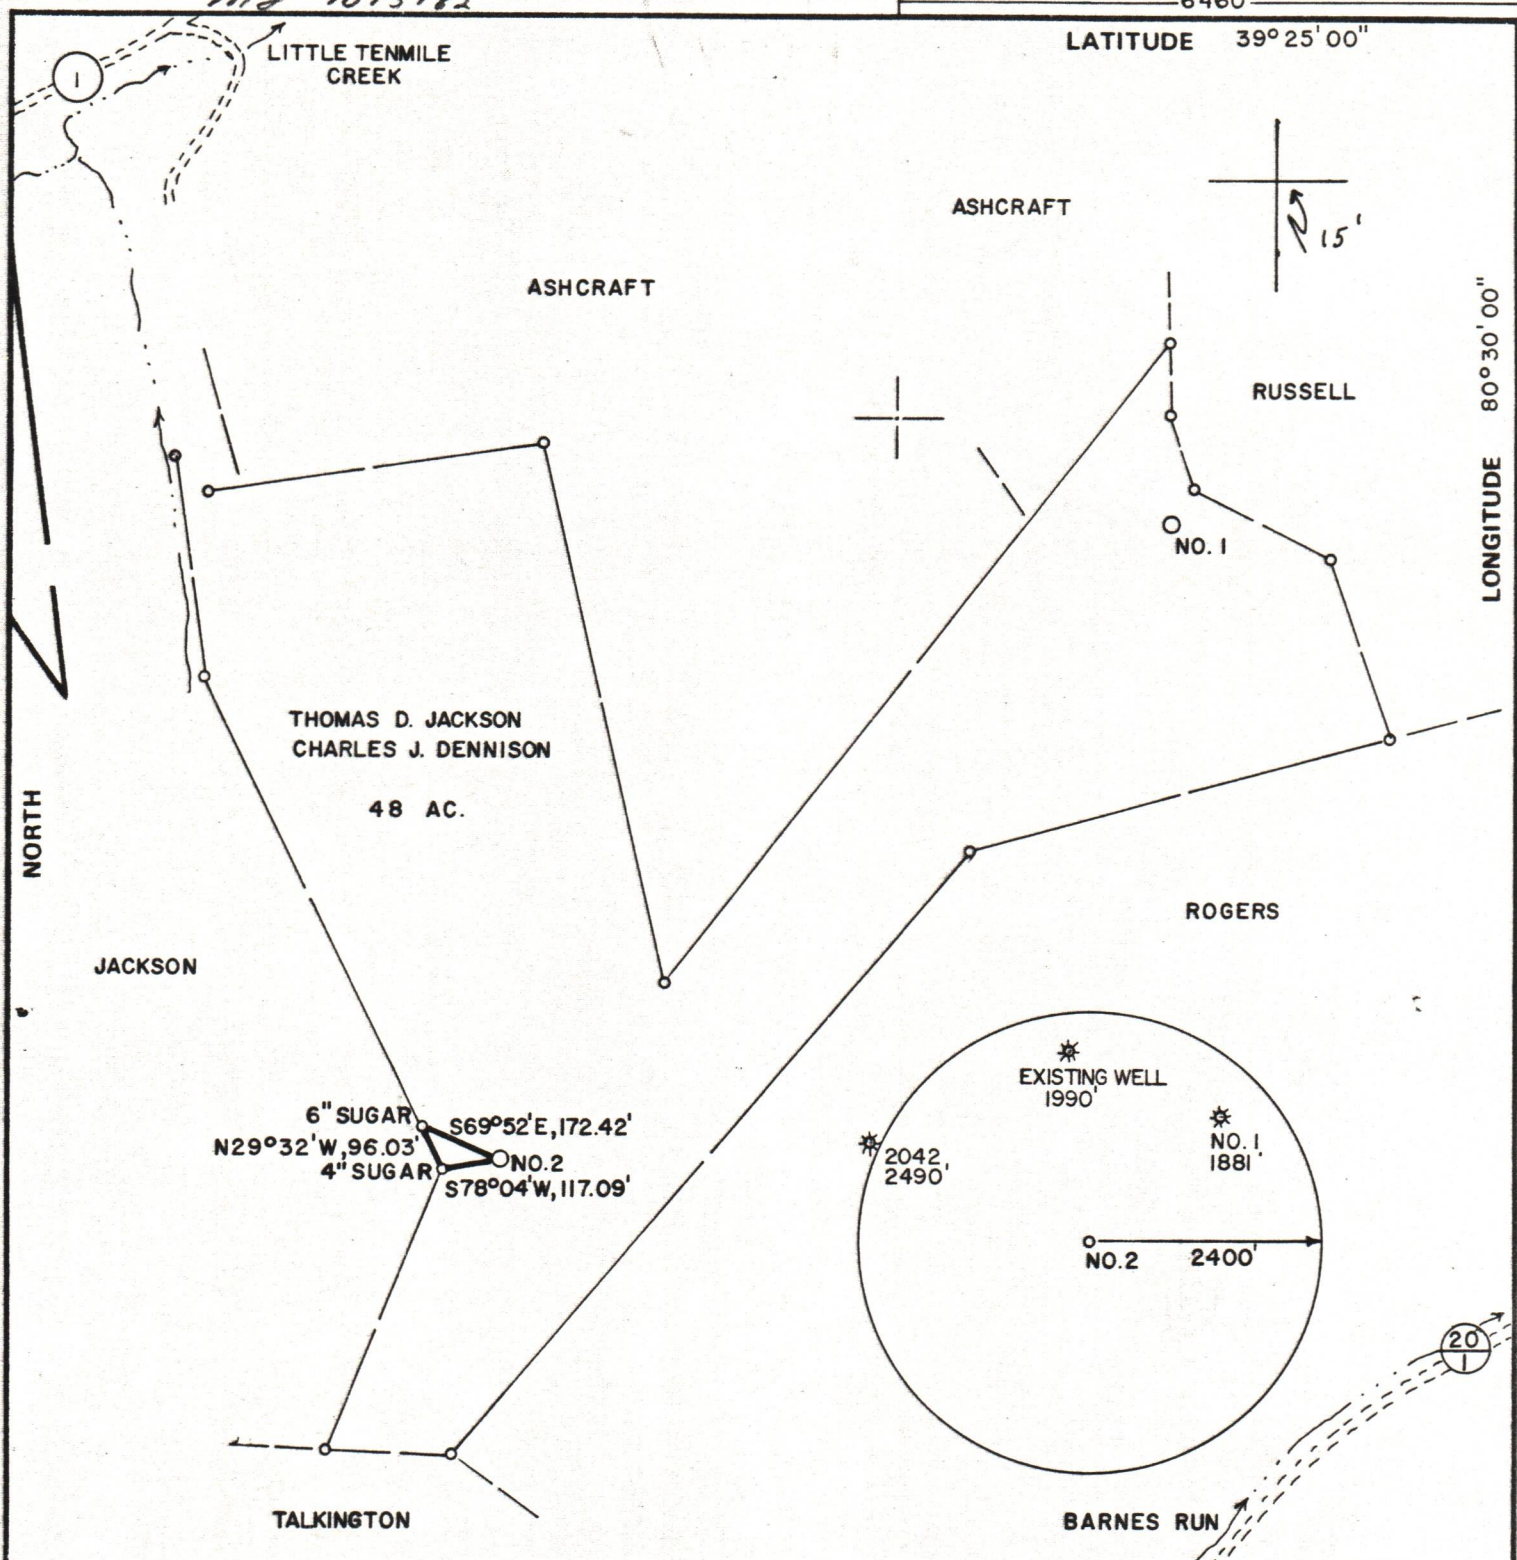 6460
LATITUDE 39°25'00"
1
LITTLE TENMILE
CREEK
ASHCRAFT
15'
ASHCRAFT
LONGITUDE 80°30'00"
RUSSELL
NO. 1
THOMAS D. JACKSON
CHARLES J. DENNISON
48 AC.
NORTH
ROGERS
JACKSON
EXISTING WELL
1990'
6" SUGAR
S69°52'E,172.42'
N29°32'W,96.03'
4" SUGAR
NO.2
S78°04'W,117.09'
2042
2490'
NO. 1
1881'
NO.2
2400'
20
1
TALKINGTON
BARNES RUN